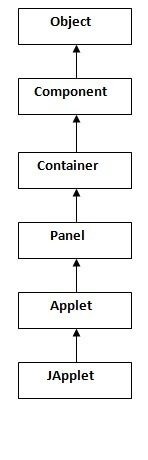 Object
Component
Container
Panel
Applet
JApplet